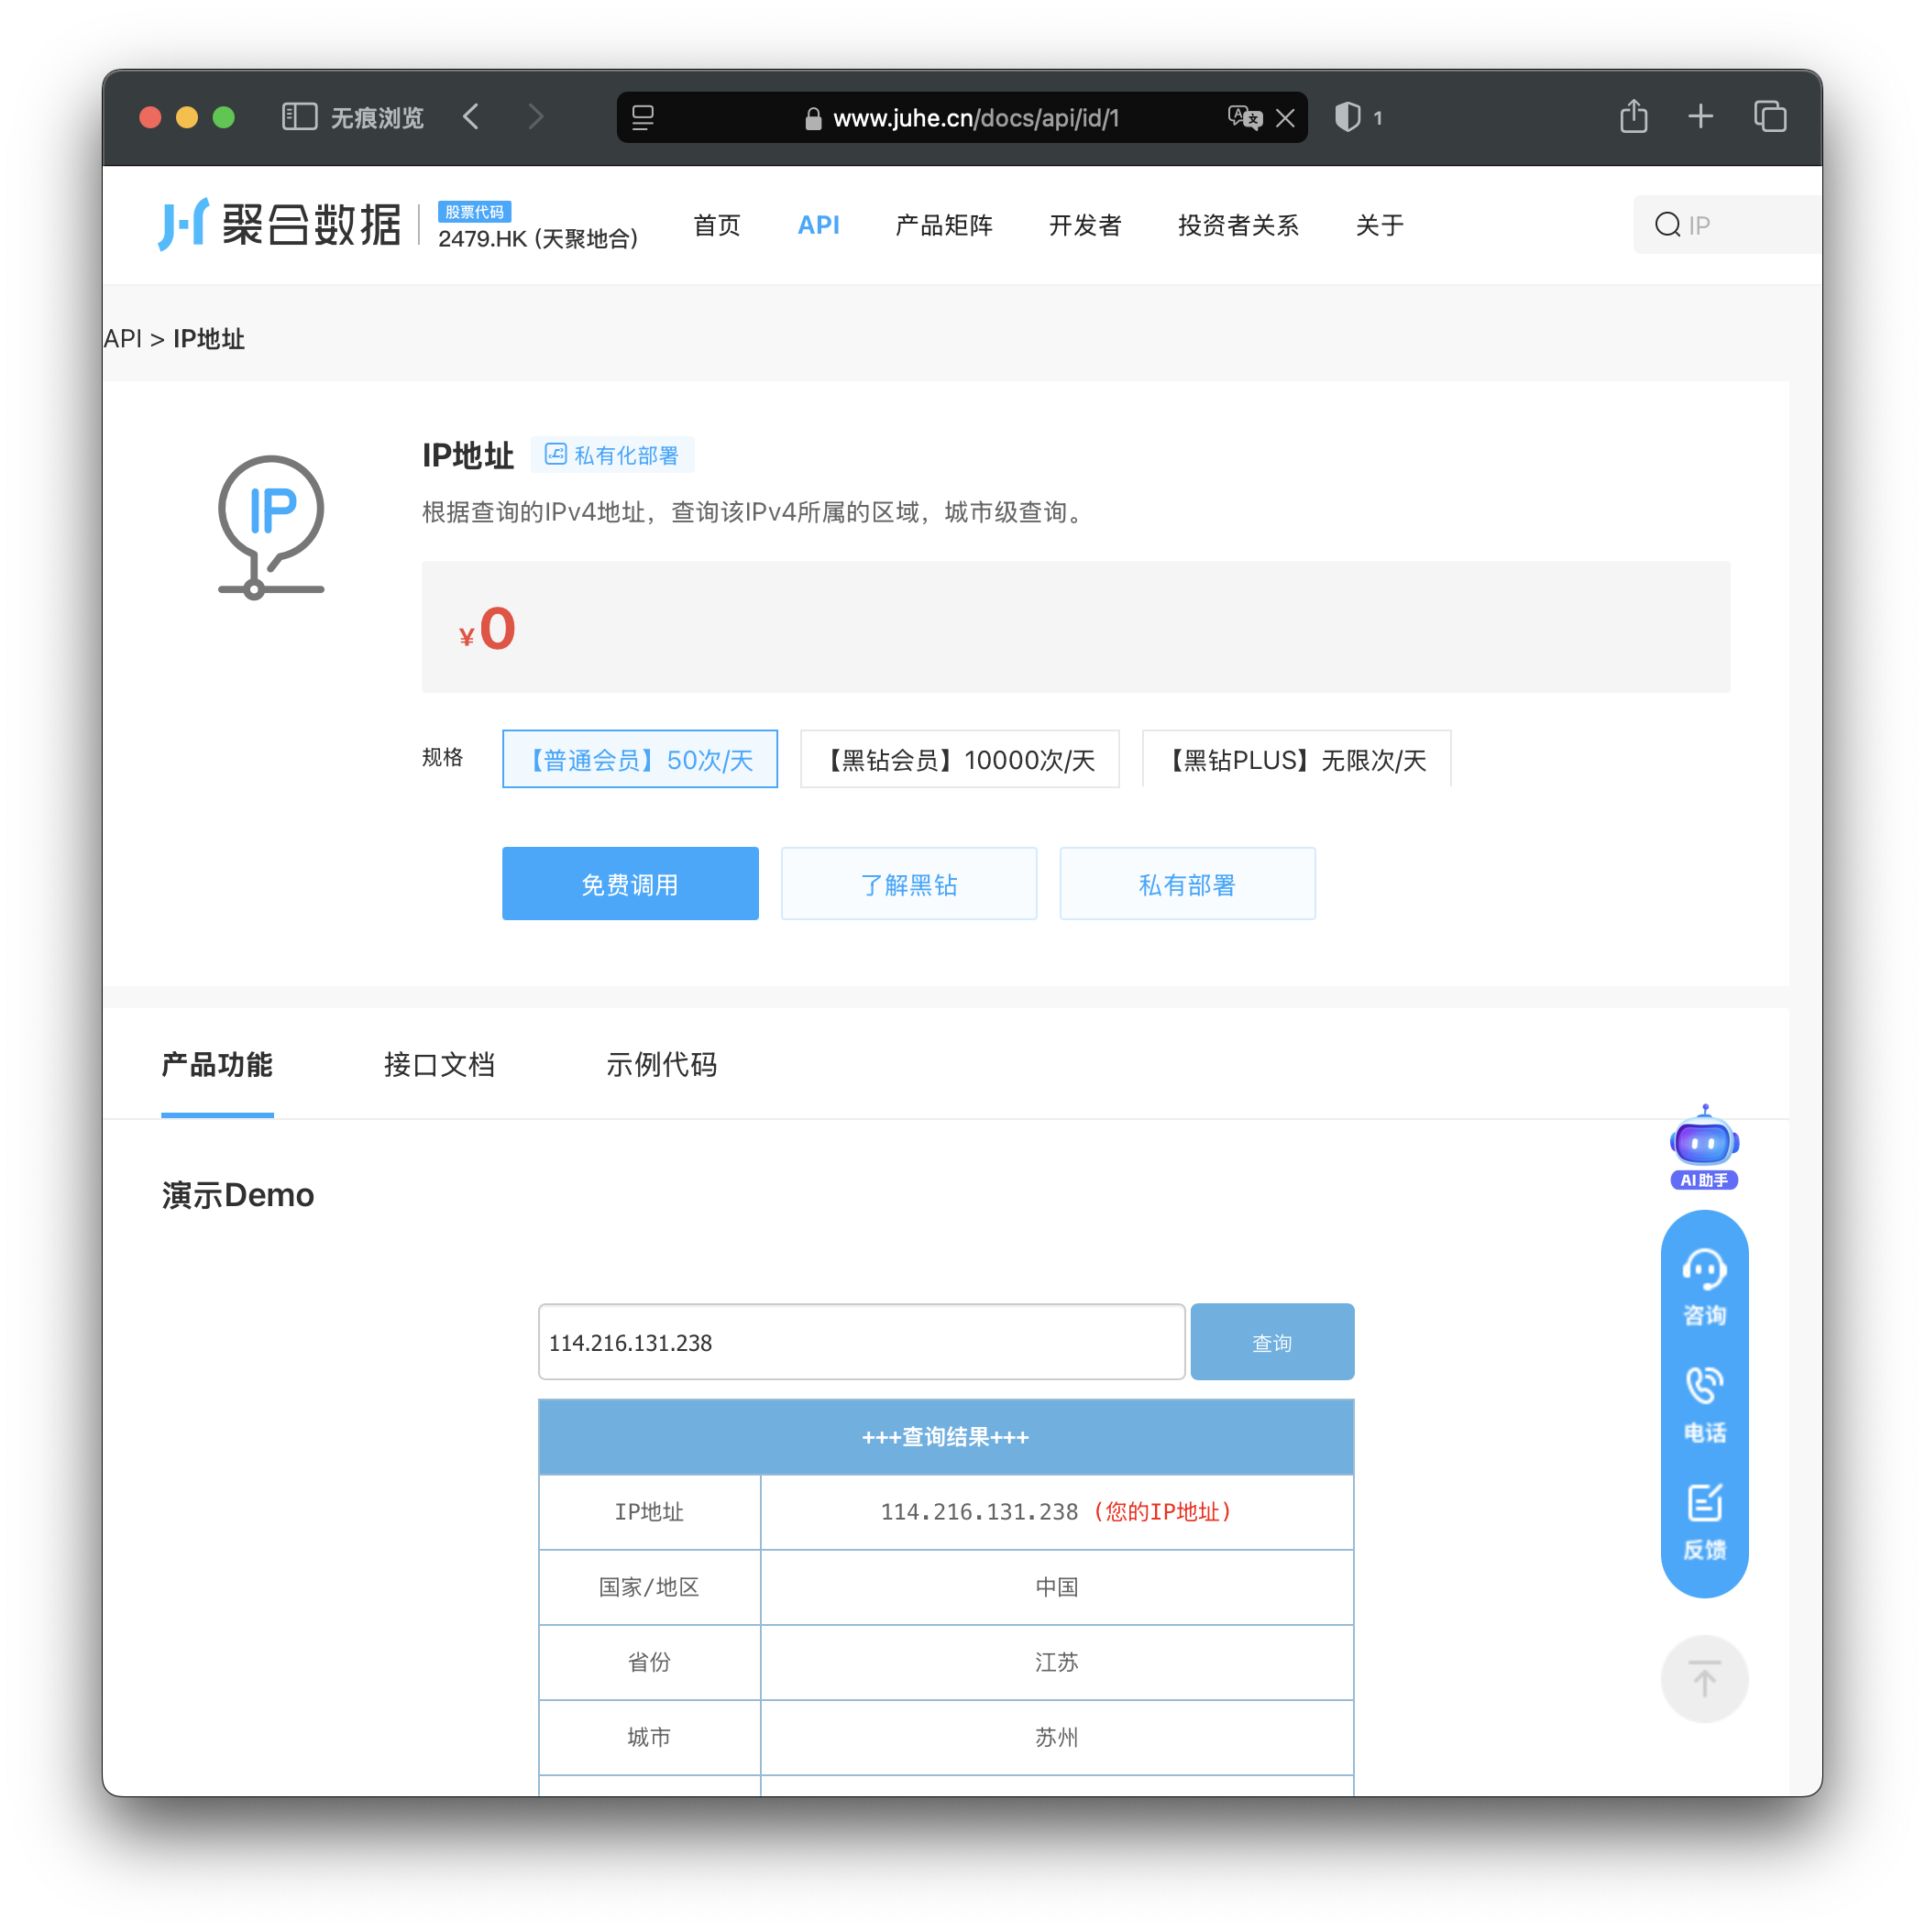 无痕浏览
www.juhe.cn/docs/api/id/1
1
聚合数据
股票代码
2479.HK (天聚地合)
首页
API
产品矩阵
开发者
投资者关系
关于
IP
API > IP地址
IP
IP地址
私有化部署
根据查询的IPv4地址，查询该IPv4所属的区域，城市级查询。
¥0
规格
【普通会员】50次/天
【黑钻会员】10000次/天
【黑钻PLUS】无限次/天
免费调用
了解黑钻
私有部署
产品功能
接口文档
示例代码
AI助手
演示Demo
咨询
电话
反馈
114.216.131.238
查询
+++查询结果+++
IP地址
114.216.131.238 (您的IP地址)
国家/地区
中国
省份
江苏
城市
苏州